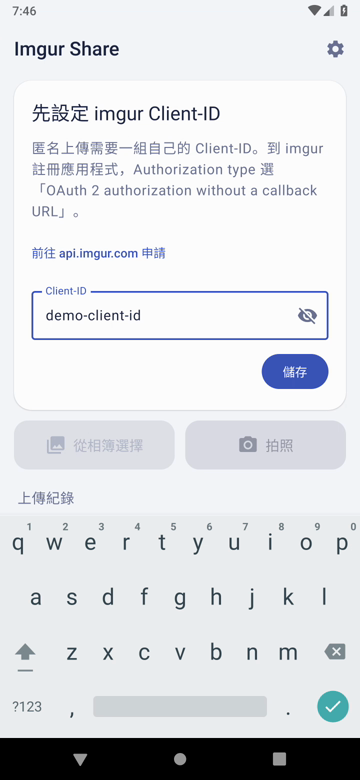 7:46
Imgur Share
先設定 imgur Client-ID
匿名上傳需要一組自己的 Client-ID。到 imgur
註冊應用程式，Authorization type 選
「OAuth 2 authorization without a callback
URL」。
前往 api.imgur.com 申請
Client-ID
demo-client-id
儲存
從相簿選擇
拍照
上傳紀錄
1 2 3 4 5 6 7 8 9 0
q w e r t y u i o p
a s d f g h j k l
z x c v b n m
?123 , .